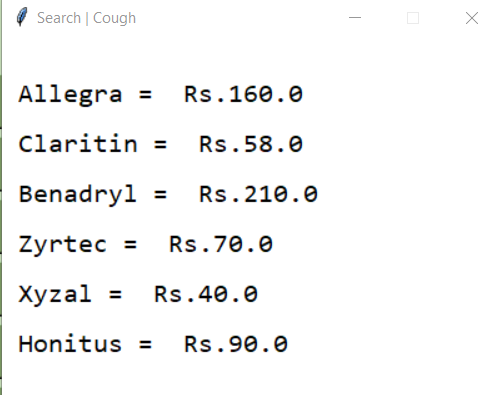 Search | Cough
Allegra =  Rs.160.0
Claritin =  Rs.58.0
Benadryl =  Rs.210.0
Zyrtec =  Rs.70.0
Xyzal =  Rs.40.0
Honitus =  Rs.90.0